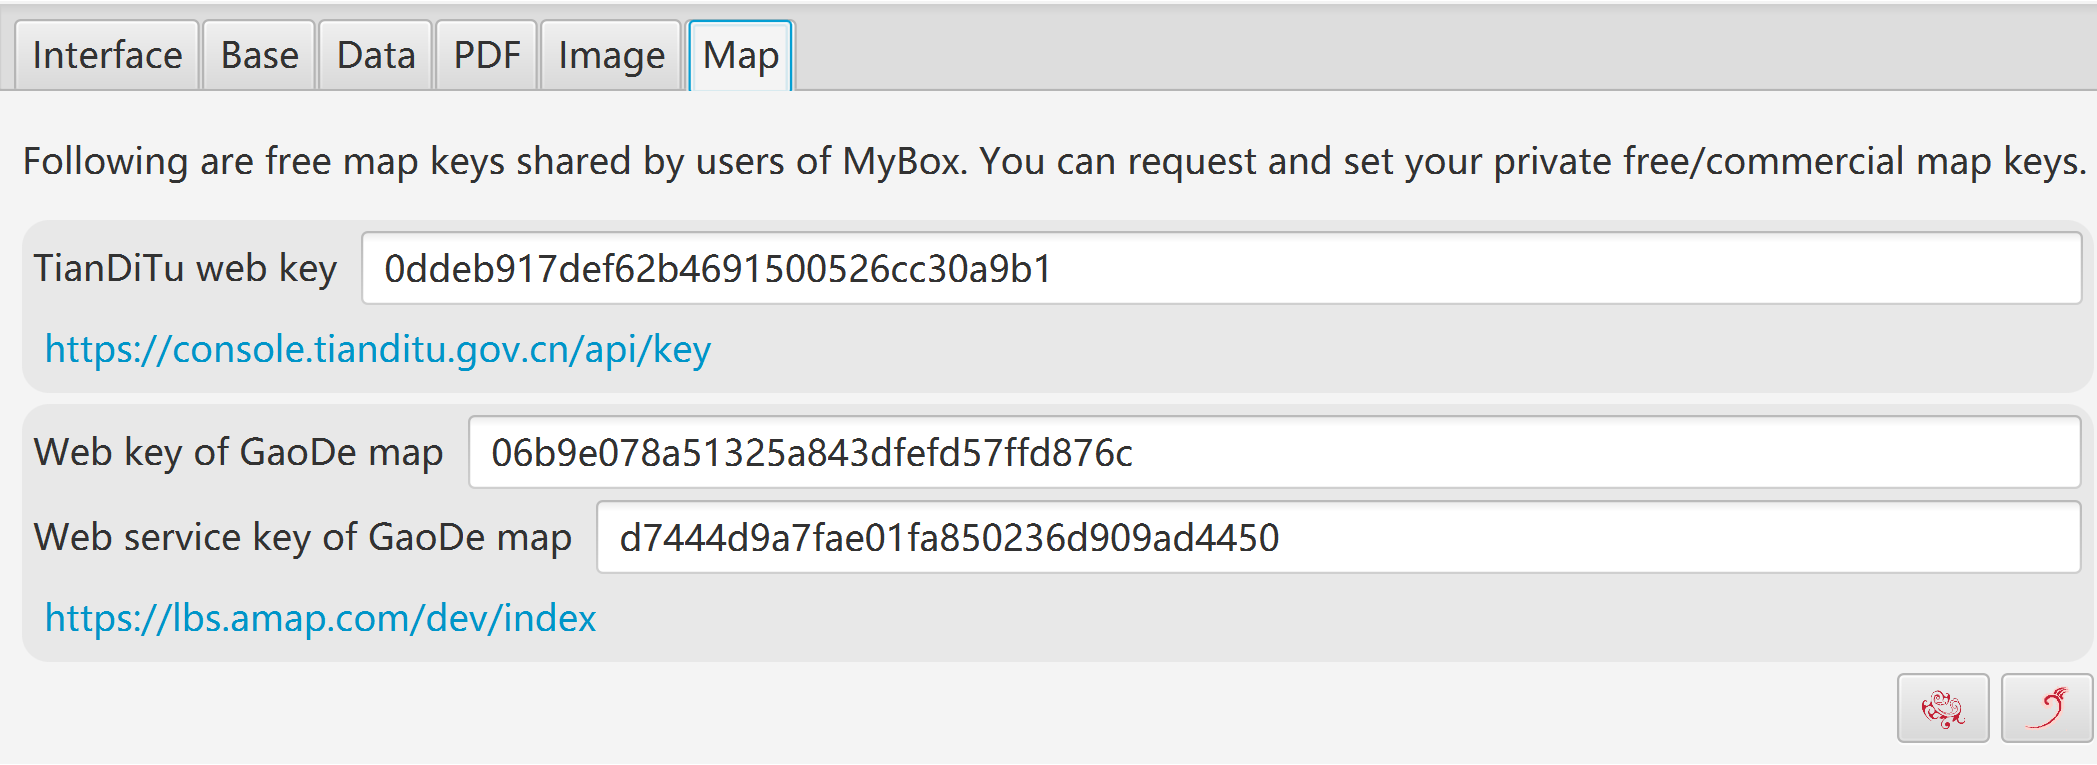 Interface Base Data PDF Image Map
Following are free map keys shared by users of MyBox. You can request and set your private free/commercial map keys.
TianDiTu web key 0ddeb917def62b4691500526cc30a9b1
https://console.tianditu.gov.cn/api/key
Web key of GaoDe map 06b9e078a51325a843dfefd57ffd876c
Web service key of GaoDe map d7444d9a7fae01fa850236d909ad4450
https://lbs.amap.com/dev/index